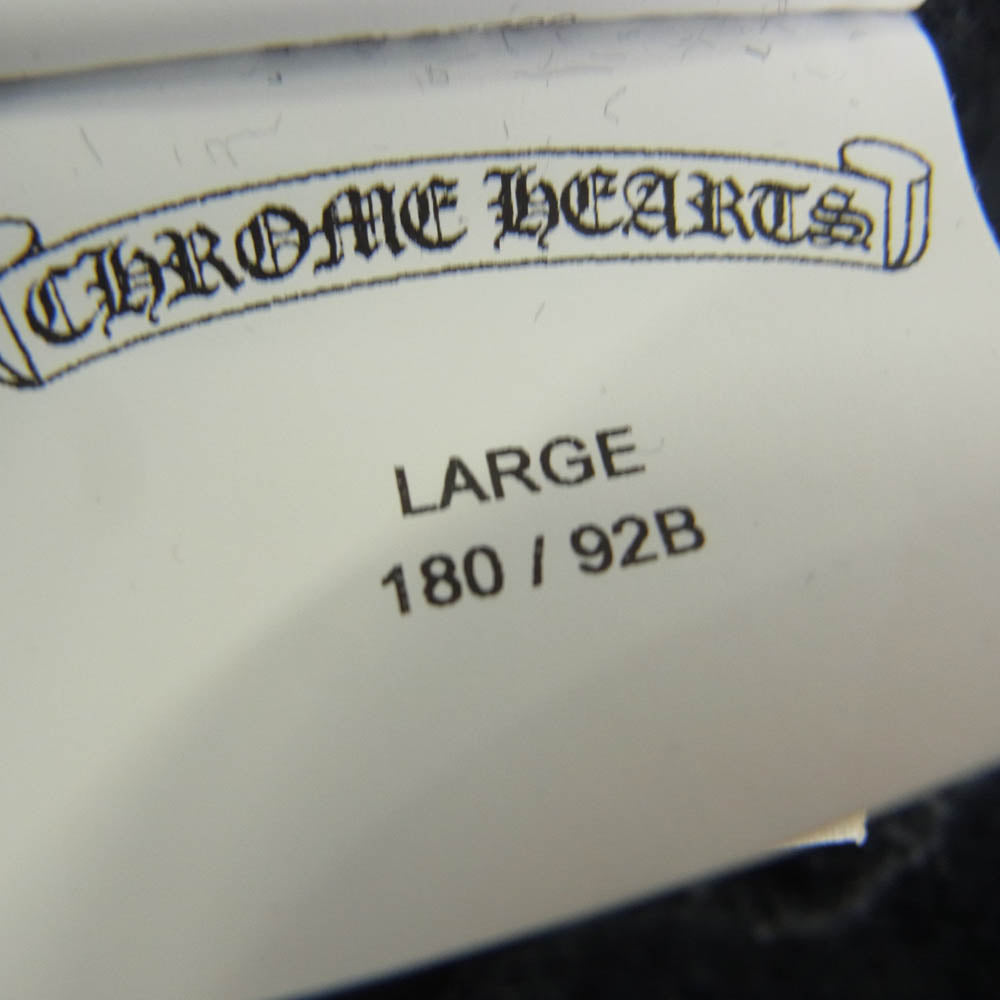 CHROME HEARTS
LARGE
180 / 92B